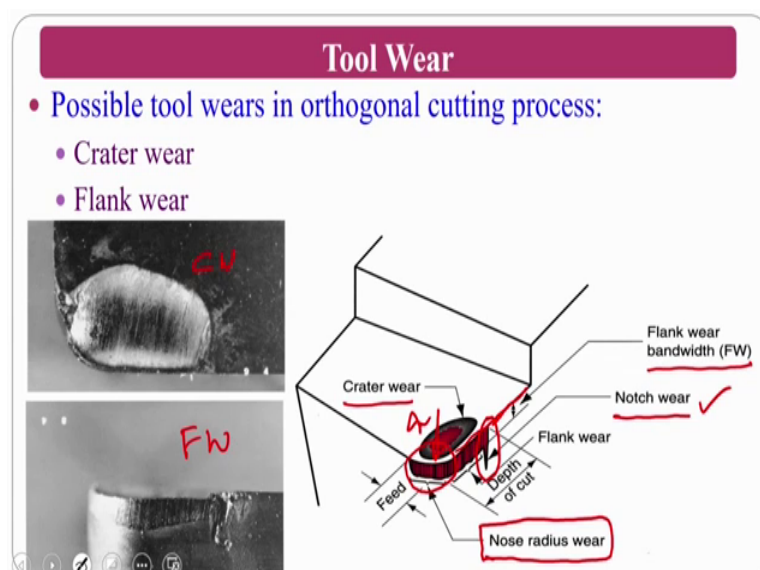 Tool Wear
• Possible tool wears in orthogonal cutting process:
• Crater wear
• Flank wear
CW
FW
Crater wear
Flank wear
bandwidth (FW)
Notch wear
Flank wear
Feed
Depth
of cut
Nose radius wear